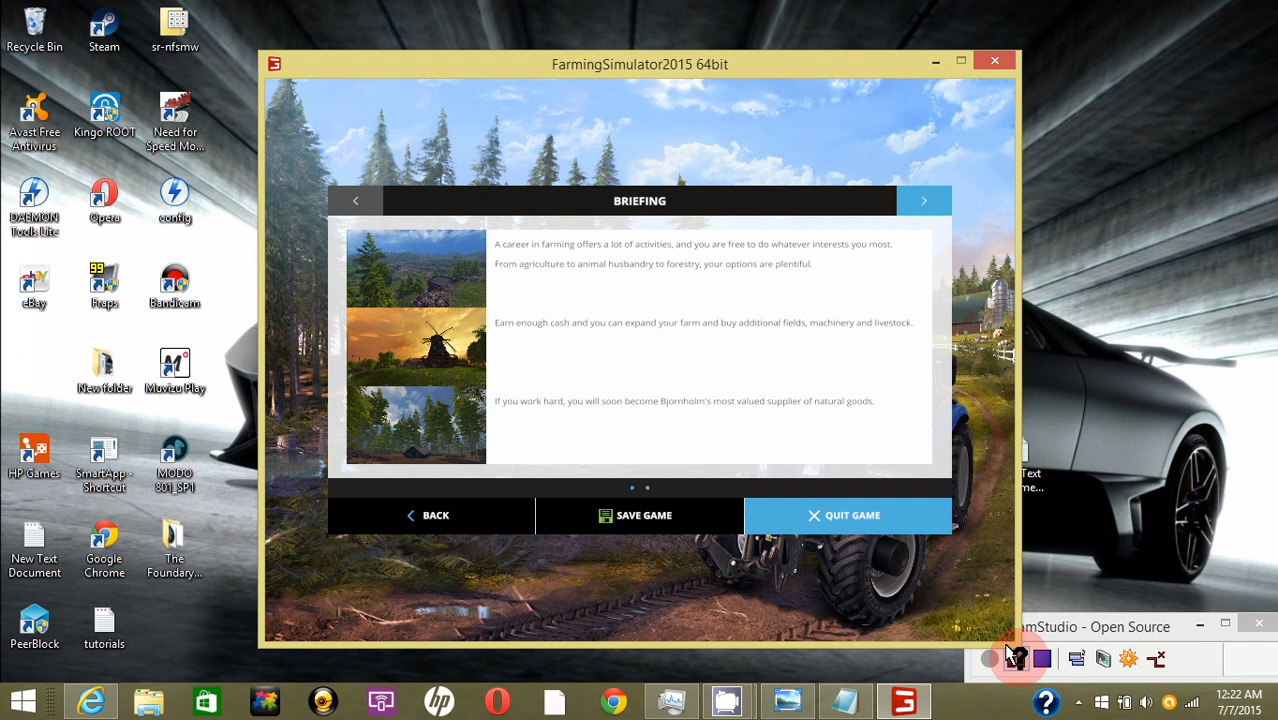 Recycle Bin
Steam
sr-nfsmw
Avast Free
Antivirus
Kingo ROOT
Need for
Speed Mo...
DAEMON
Tools Lite
Opera
config
eBay
99
Fraps
Bandicam
New folder
Muvizu Play
HP Games
SmartApp -
Shortcut
MODO
801_SP1
New Text
Document
Google
Chrome
The
Foundary...
PeerBlock
tutorials
FarmingSimulator2015 64bit
BRIEFING
A career in farming offers a lot of activities, and you are free to do whatever interests you most.
From agriculture to animal husbandry to forestry, your options are plentiful.
Earn enough cash and you can expand your farm and buy additional fields, machinery and livestock.
If you work hard, you will soon become Bjornholm's most valued supplier of natural goods.
BACK
SAVE GAME
QUIT GAME
Text
me...
amStudio - Open Source
12:22 AM
7/7/2015